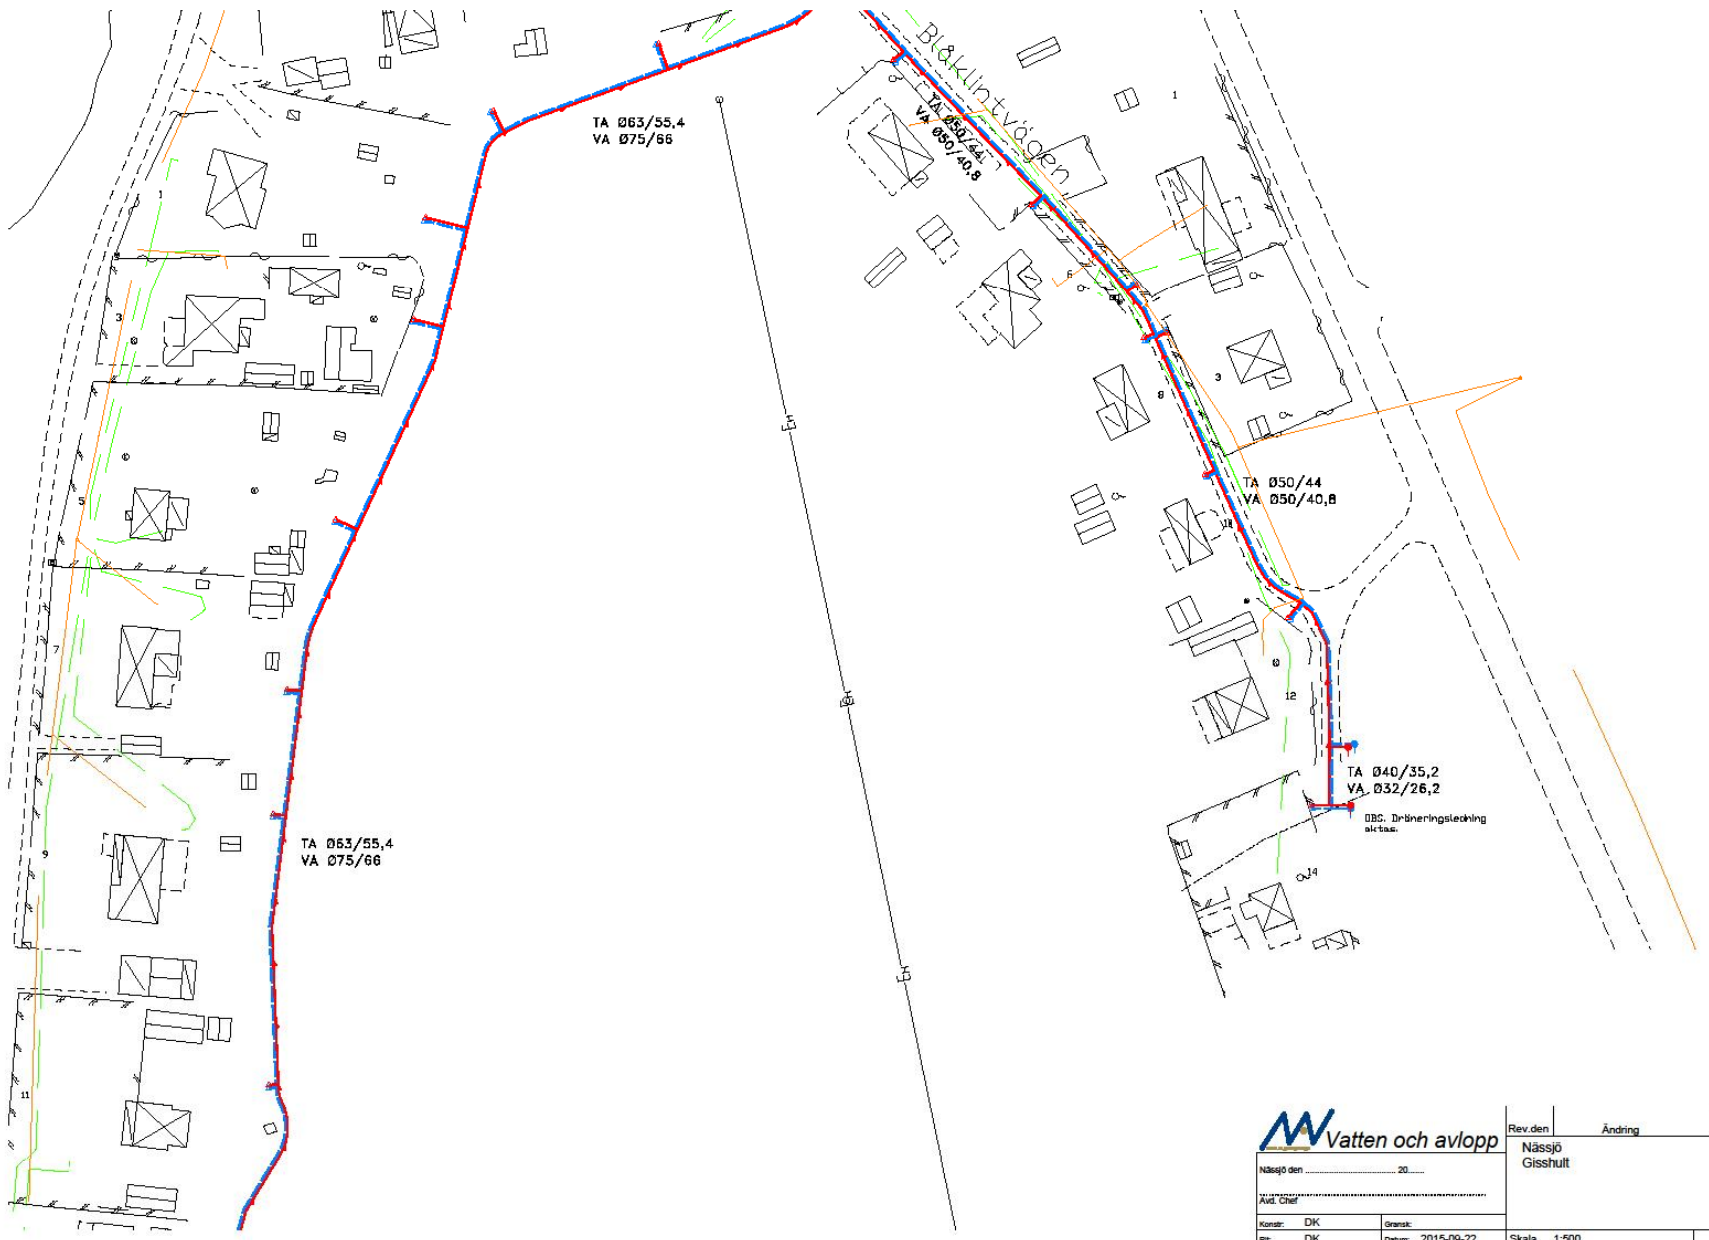 Blåklintvägen
TA Ø63/55,4
VA Ø75/66
TA Ø50/44
VA Ø50/40,8
1
1
6
3
3
8
5
TA Ø50/44
VA Ø50/40,8
7
12
TA Ø40/35,2
VA Ø32/26,2
OBS. Dräneringsledning
aktas.
TA Ø63/55,4
VA Ø75/66
9
14
11
Vatten och avlopp
Rev.den Ändring
Nässjö
Gisshult
Nässjö den 20
Avd. Chef
Konstr: DK Gransk:
DK Datum: 2015-09-22 Skala 1:500